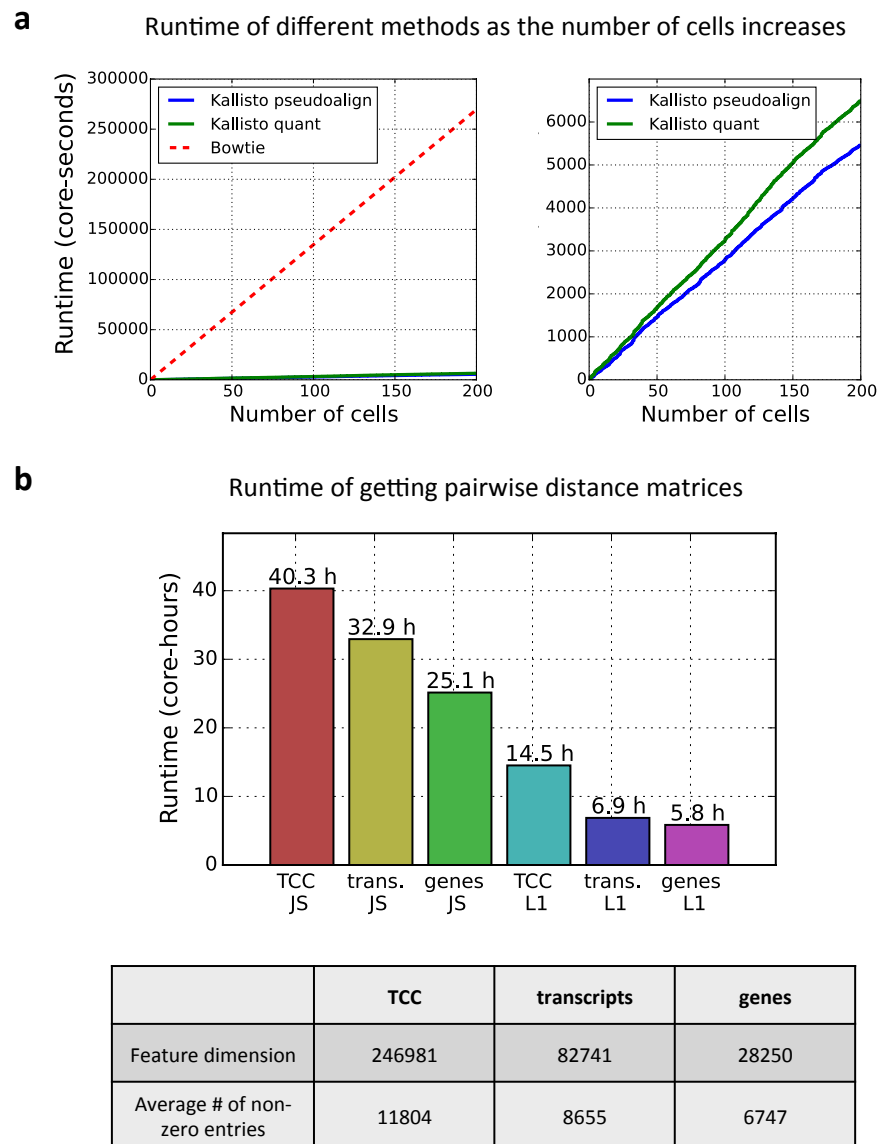 a
Runtime of different methods as the number of cells increases
Runtime (core-seconds)
300000
250000
200000
150000
100000
50000
0
Kallisto pseudoalign
Kallisto quant
Bowtie
0 50 100 150 200
Number of cells
6000
5000
4000
3000
2000
1000
0
Kallisto pseudoalign
Kallisto quant
0 50 100 150 200
Number of cells
b
Runtime of getting pairwise distance matrices
Runtime (core-hours)
40
30
20
10
0
40.3 h
32.9 h
25.1 h
14.5 h
6.9 h
5.8 h
TCC trans. genes TCC trans. genes
JS JS JS L1 L1 L1
TCC transcripts genes
Feature dimension 246981 82741 28250
Average # of non-
zero entries 11804 8655 6747